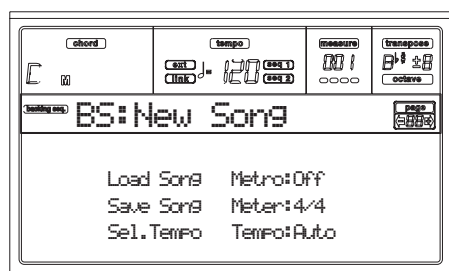 chord tempo measure transpose
C M ext link ♩= 120 seq 1 seq 2 001 B♭♯ ±8
octave
backing seq. BS:New Song page
Load Song Metro:Off
Save Song Meter:4/4
Sel.Tempo Tempo:Auto